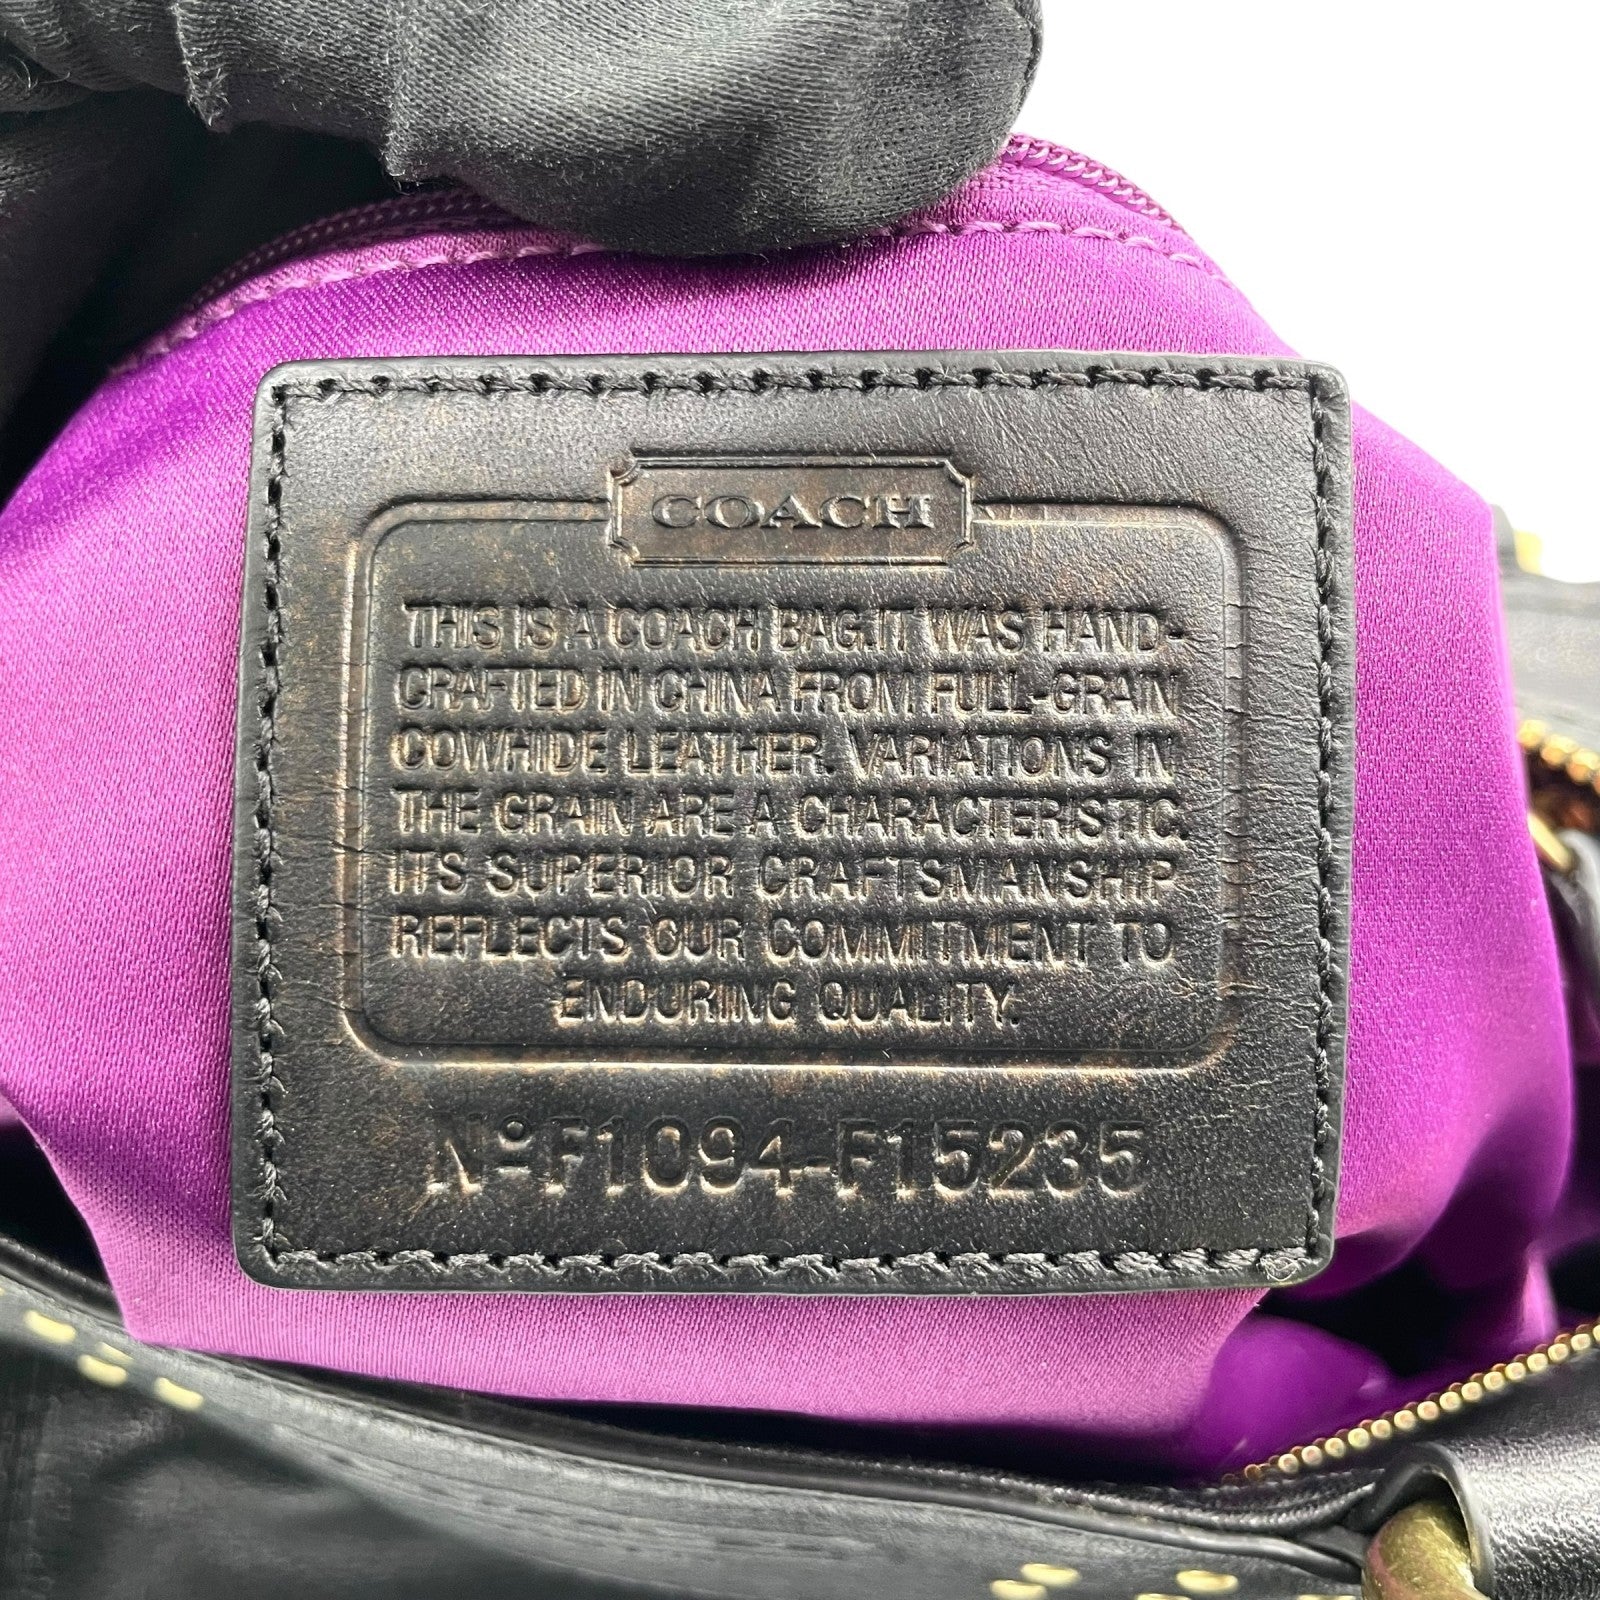 COACH
THIS IS A COACH BAG.IT WAS HAND-
CRAFTED IN CHINA FROM FULL-GRAIN
COWHIDE LEATHER. VARIATIONS IN
THE GRAIN ARE A CHARACTERISTIC.
ITS SUPERIOR CRAFTSMANSHIP
REFLECTS OUR COMMITMENT TO
ENDURING QUALITY.
Nº F1094-F15235